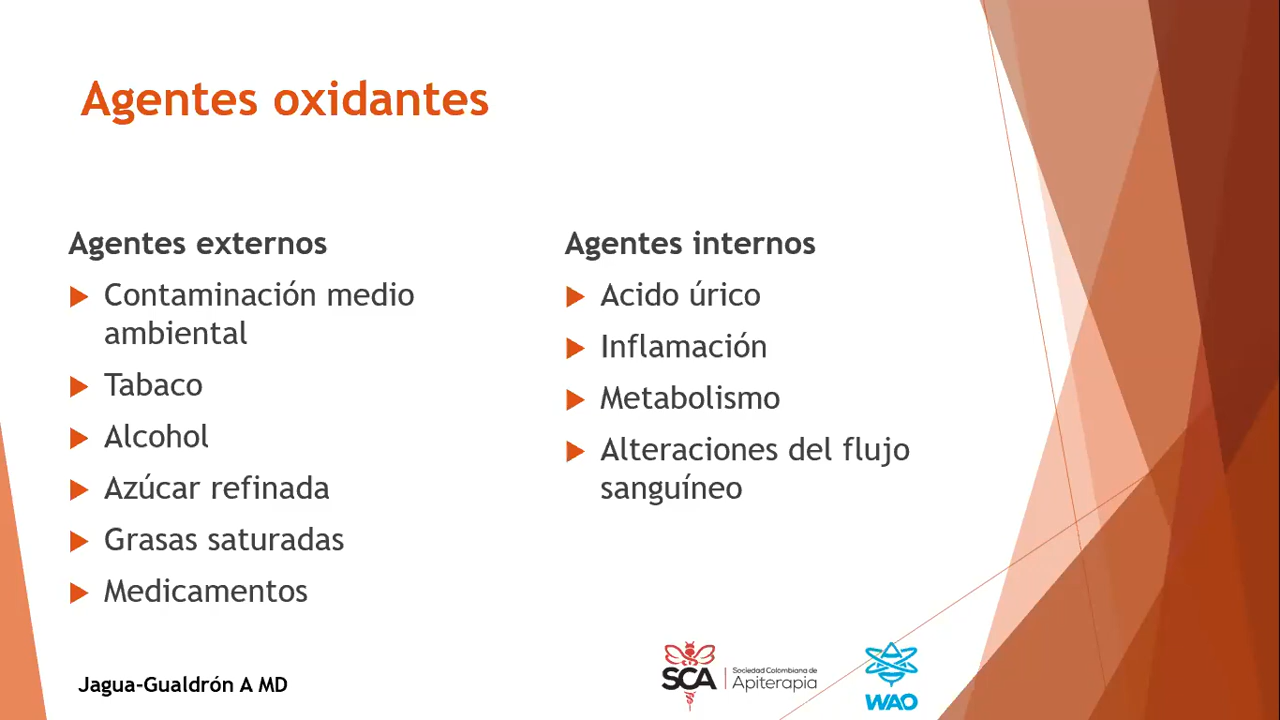 Agentes oxidantes
Agentes externos
Contaminación medio
ambiental
Tabaco
Alcohol
Azúcar refinada
Grasas saturadas
Medicamentos
Agentes internos
Acido úrico
Inflamación
Metabolismo
Alteraciones del flujo
sanguíneo
Jagua-Gualdrón A MD
SCA
Sociedad Colombiana de
Apiterapia
WAO